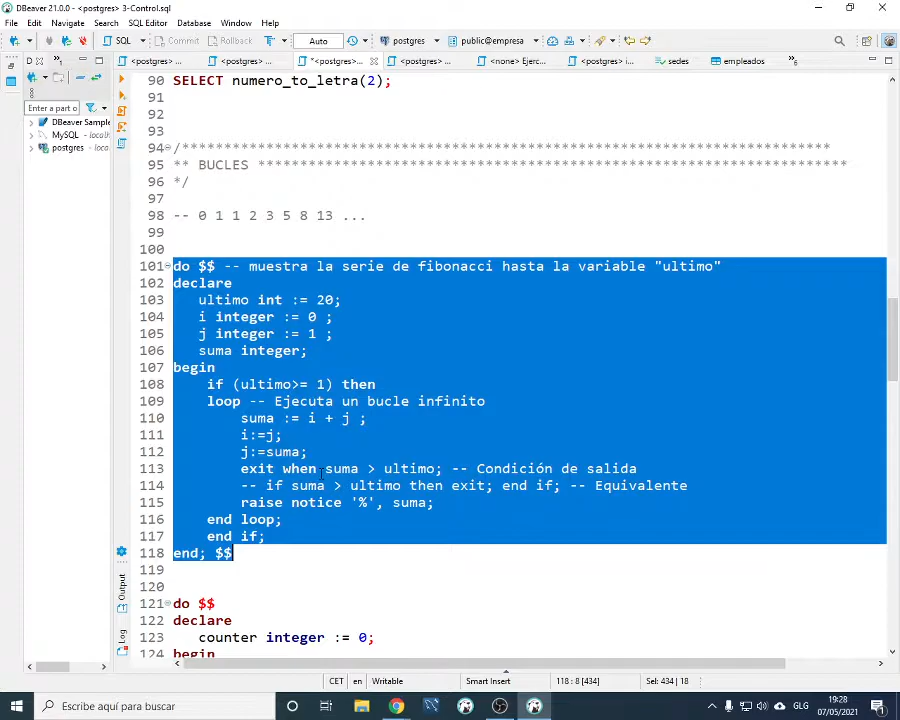 DBeaver 21.0.0 - <postgres> 3-Control.sql
File Edit Navigate Search SQL Editor Database Window Help
SQL Commit Rollback T Auto postgres public@empresa
D <postgres> ... <postgres> ... *<postgres> ... <postgres> ... <none> Ejerc... <postgres> i... sedes empleados »6
Enter a part o
DBeaver Sample
MySQL - localh
postgres - loca
90 SELECT numero_to_letra(2);
91
92
93
94 /*****************************************************************************
95 ** BUCLES **********************************************************************
96 */
97
98 -- 0 1 1 2 3 5 8 13 ...
99
100
101 do $$ -- muestra la serie de fibonacci hasta la variable "ultimo"
102 declare
103 ultimo int := 20;
104 i integer := 0 ;
105 j integer := 1 ;
106 suma integer;
107 begin
108 if (ultimo>= 1) then
109 loop -- Ejecuta un bucle infinito
110 suma := i + j ;
111 i:=j;
112 j:=suma;
113 exit when suma > ultimo; -- Condición de salida
114 -- if suma > ultimo then exit; end if; -- Equivalente
115 raise notice '%', suma;
116 end loop;
117 end if;
118 end; $$
119
120
121 do $$
122 declare
123 counter integer := 0;
124 begin
Output
Log
CET en Writable Smart Insert 118 : 8 [434] Sel: 434 | 18
Escribe aquí para buscar
GLG
19:28
07/05/2021
1